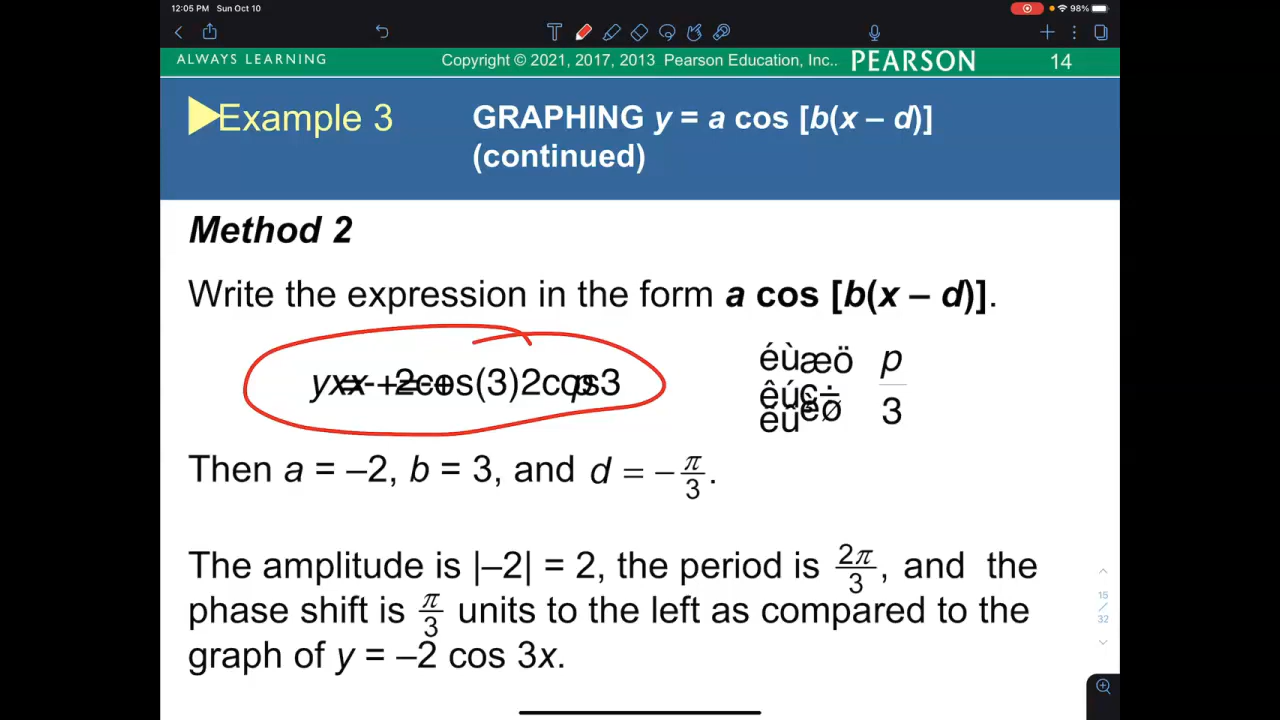 12:05 PM Sun Oct 10 98%
ALWAYS LEARNING Copyright © 2021, 2017, 2013 Pearson Education, Inc.. PEARSON 14
Example 3 GRAPHING y = a cos [b(x – d)]
(continued)
Method 2
Write the expression in the form a cos [b(x – d)].
Then a = –2, b = 3, and d = −π/3.
The amplitude is |–2| = 2, the period is 2π/3, and the
phase shift is π/3 units to the left as compared to the
graph of y = –2 cos 3x.
15
/
32